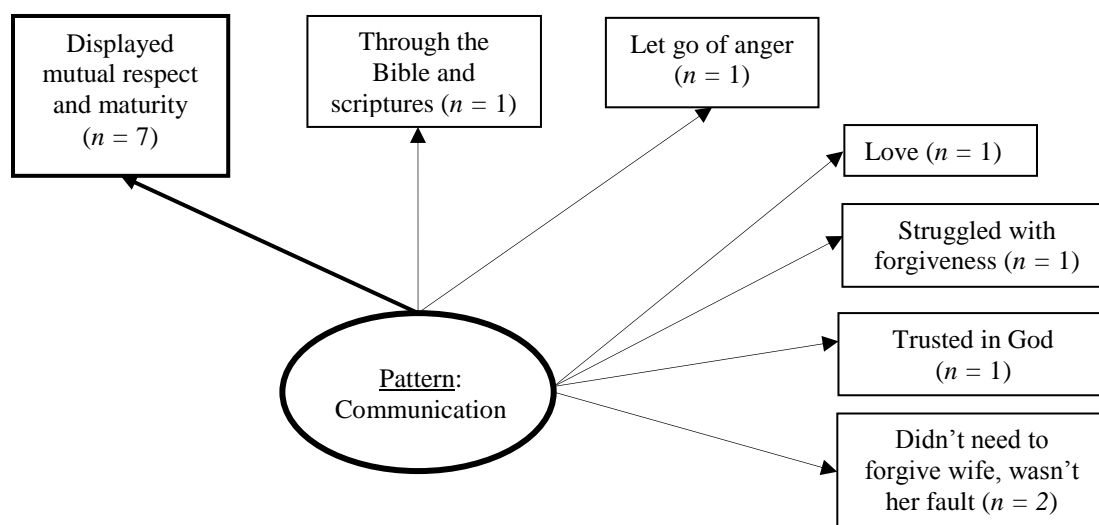 Displayed
mutual respect
and maturity
(n = 7)
Through the
Bible and
scriptures (n = 1)
Let go of anger
(n = 1)
Love (n = 1)
Struggled with
forgiveness (n = 1)
Trusted in God
(n = 1)
Didn’t need to
forgive wife, wasn’t
her fault (n = 2)
Pattern:
Communication